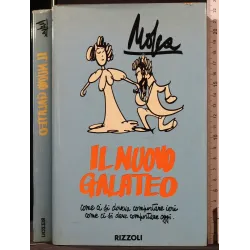 Mosca
IL NUOVO
GALATEO
come ci si doveva comportare ieri
come ci si deve comportare oggi
RIZZOLI
IL NUOVO GALATEO